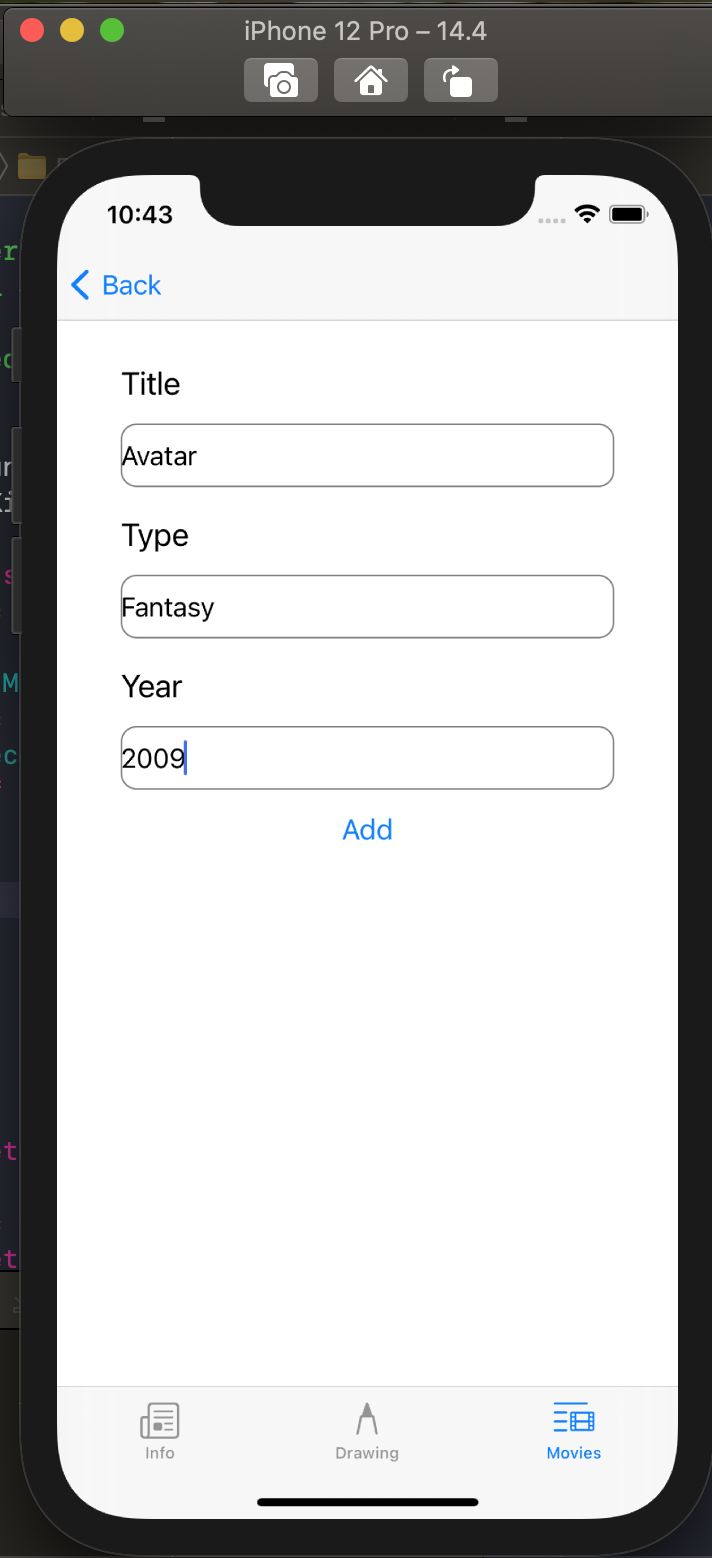 iPhone 12 Pro – 14.4
10:43
Back
Title
Avatar
Type
Fantasy
Year
2009
Add
Info
Drawing
Movies